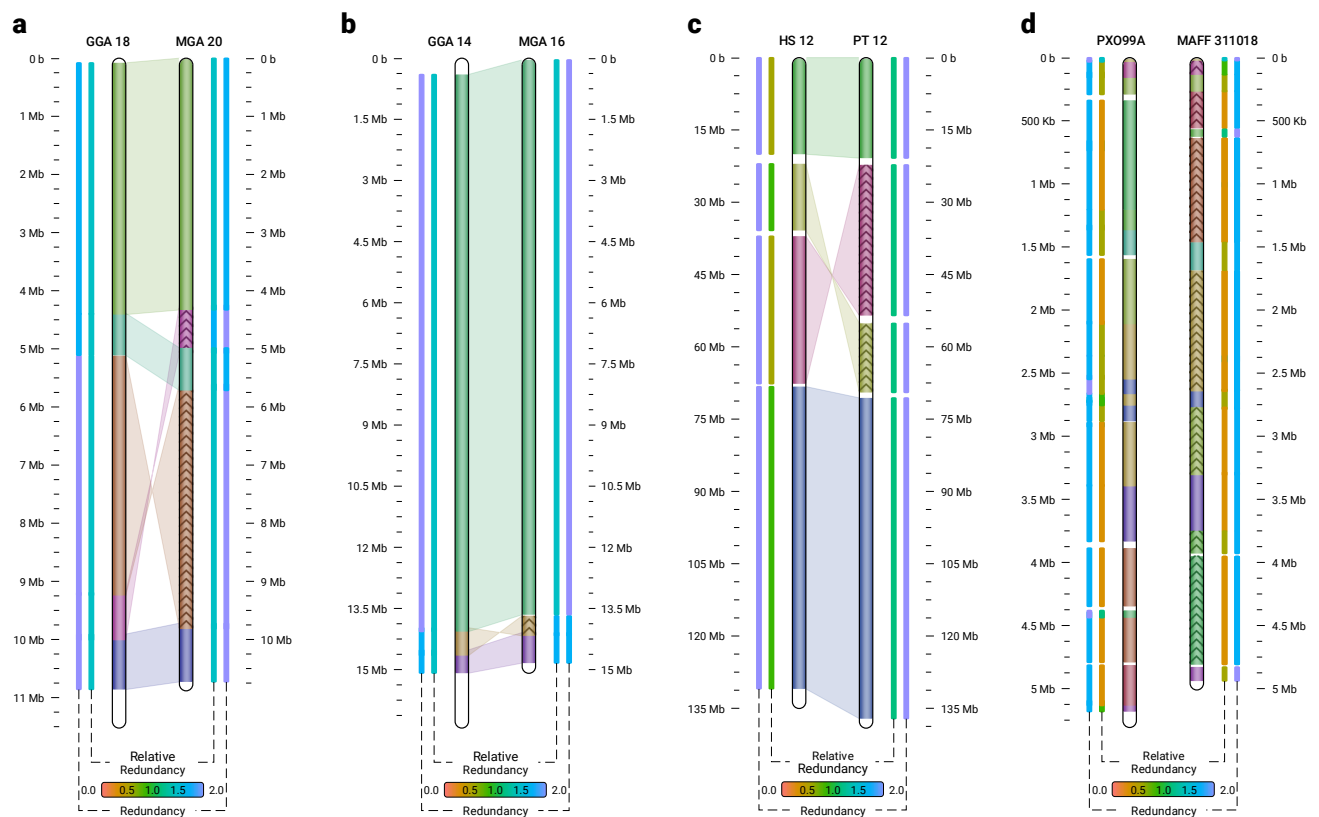 a
GGA 18
MGA 20
0 b
1 Mb
2 Mb
3 Mb
4 Mb
5 Mb
6 Mb
7 Mb
8 Mb
9 Mb
10 Mb
11 Mb
0 b
1 Mb
2 Mb
3 Mb
4 Mb
5 Mb
6 Mb
7 Mb
8 Mb
9 Mb
10 Mb
Relative
Redundancy
0.0 0.5 1.0 1.5 2.0
Redundancy
b
GGA 14
MGA 16
0 b
1.5 Mb
3 Mb
4.5 Mb
6 Mb
7.5 Mb
9 Mb
10.5 Mb
12 Mb
13.5 Mb
15 Mb
0 b
1.5 Mb
3 Mb
4.5 Mb
6 Mb
7.5 Mb
9 Mb
10.5 Mb
12 Mb
13.5 Mb
15 Mb
Relative
Redundancy
0.0 0.5 1.0 1.5 2.0
Redundancy
c
HS 12
PT 12
0 b
15 Mb
30 Mb
45 Mb
60 Mb
75 Mb
90 Mb
105 Mb
120 Mb
135 Mb
0 b
15 Mb
30 Mb
45 Mb
60 Mb
75 Mb
90 Mb
105 Mb
120 Mb
135 Mb
Relative
Redundancy
0.0 0.5 1.0 1.5 2.0
Redundancy
d
PXO99A
MAFF 311018
0 b
500 Kb
1 Mb
1.5 Mb
2 Mb
2.5 Mb
3 Mb
3.5 Mb
4 Mb
4.5 Mb
5 Mb
0 b
500 Kb
1 Mb
1.5 Mb
2 Mb
2.5 Mb
3 Mb
3.5 Mb
4 Mb
4.5 Mb
5 Mb
Relative
Redundancy
0.0 0.5 1.0 1.5 2.0
Redundancy